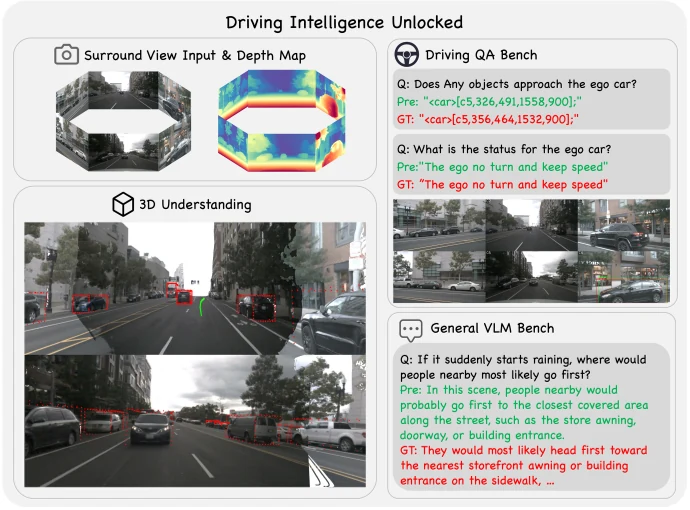 Driving Intelligence Unlocked
Surround View Input & Depth Map
3D Understanding
Driving QA Bench
Q: Does Any objects approach the ego car?
Pre: "<car>[c5,326,491,1558,900];"
GT: "<car>[c5,356,464,1532,900];"
Q: What is the status for the ego car?
Pre:"The ego no turn and keep speed"
GT: "The ego no turn and keep speed"
General VLM Bench
Q: If it suddenly starts raining, where would
people nearby most likely go first?
Pre: In this scene, people nearby would
probably go first to the closest covered area
along the street, such as the store awning,
doorway, or building entrance.
GT: They would most likely head first toward
the nearest storefront awning or building
entrance on the sidewalk, ...